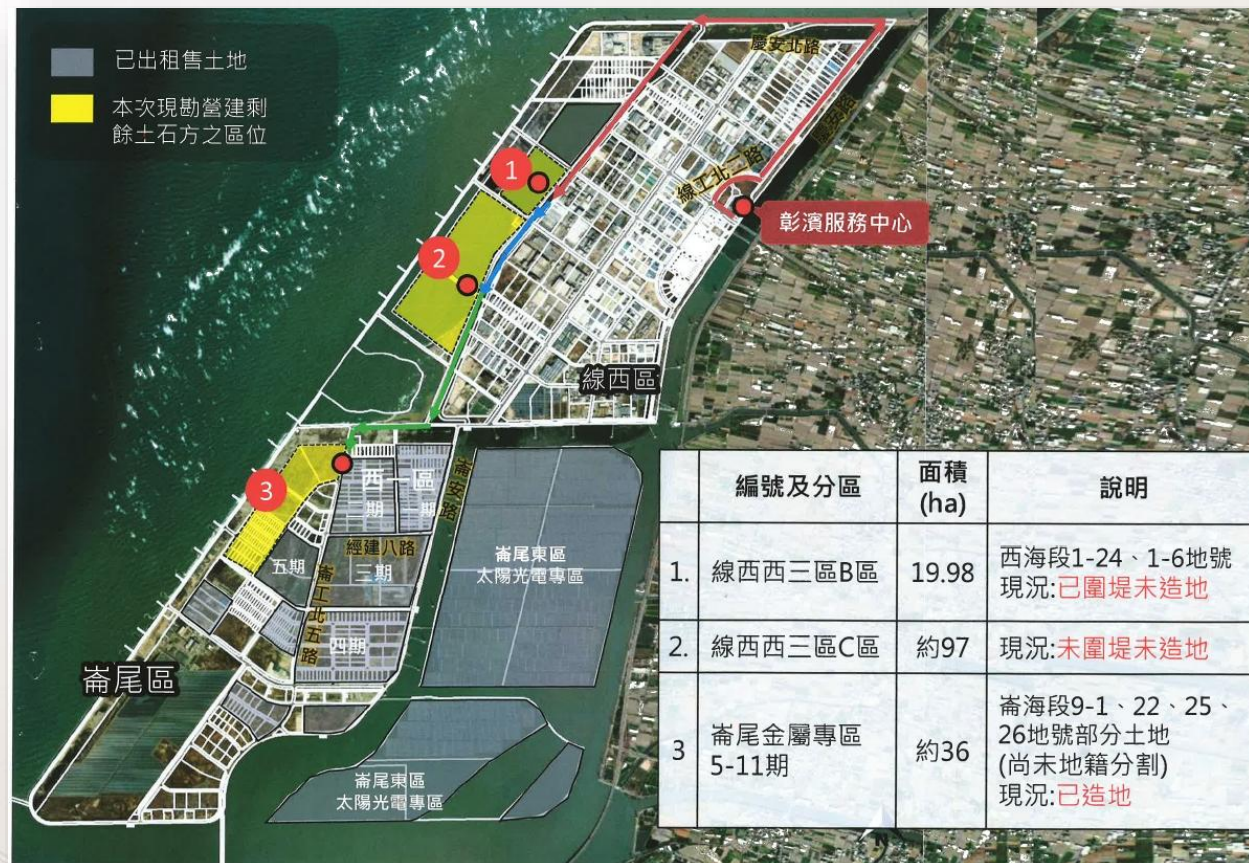 已出租售土地
本次現勘營建剩
餘土石方之區位
慶安北路
線工北二路
彰濱服務中心
1
2
3
線西區
西一區
二期
一期
崙安路
經建八路
三期
五期
崙工北五路
四期
崙尾東區
太陽光電專區
崙尾區
崙尾東區
太陽光電專區
編號及分區 面積(ha) 說明
1. 線西西三區B區 19.98 西海段1-24、1-6地號
現況:已圍堤未造地
2. 線西西三區C區 約97 現況:未圍堤未造地
3 崙尾金屬專區
5-11期 約36 崙海段9-1、22、25、
26地號部分土地
(尚未地籍分割)
現況:已造地